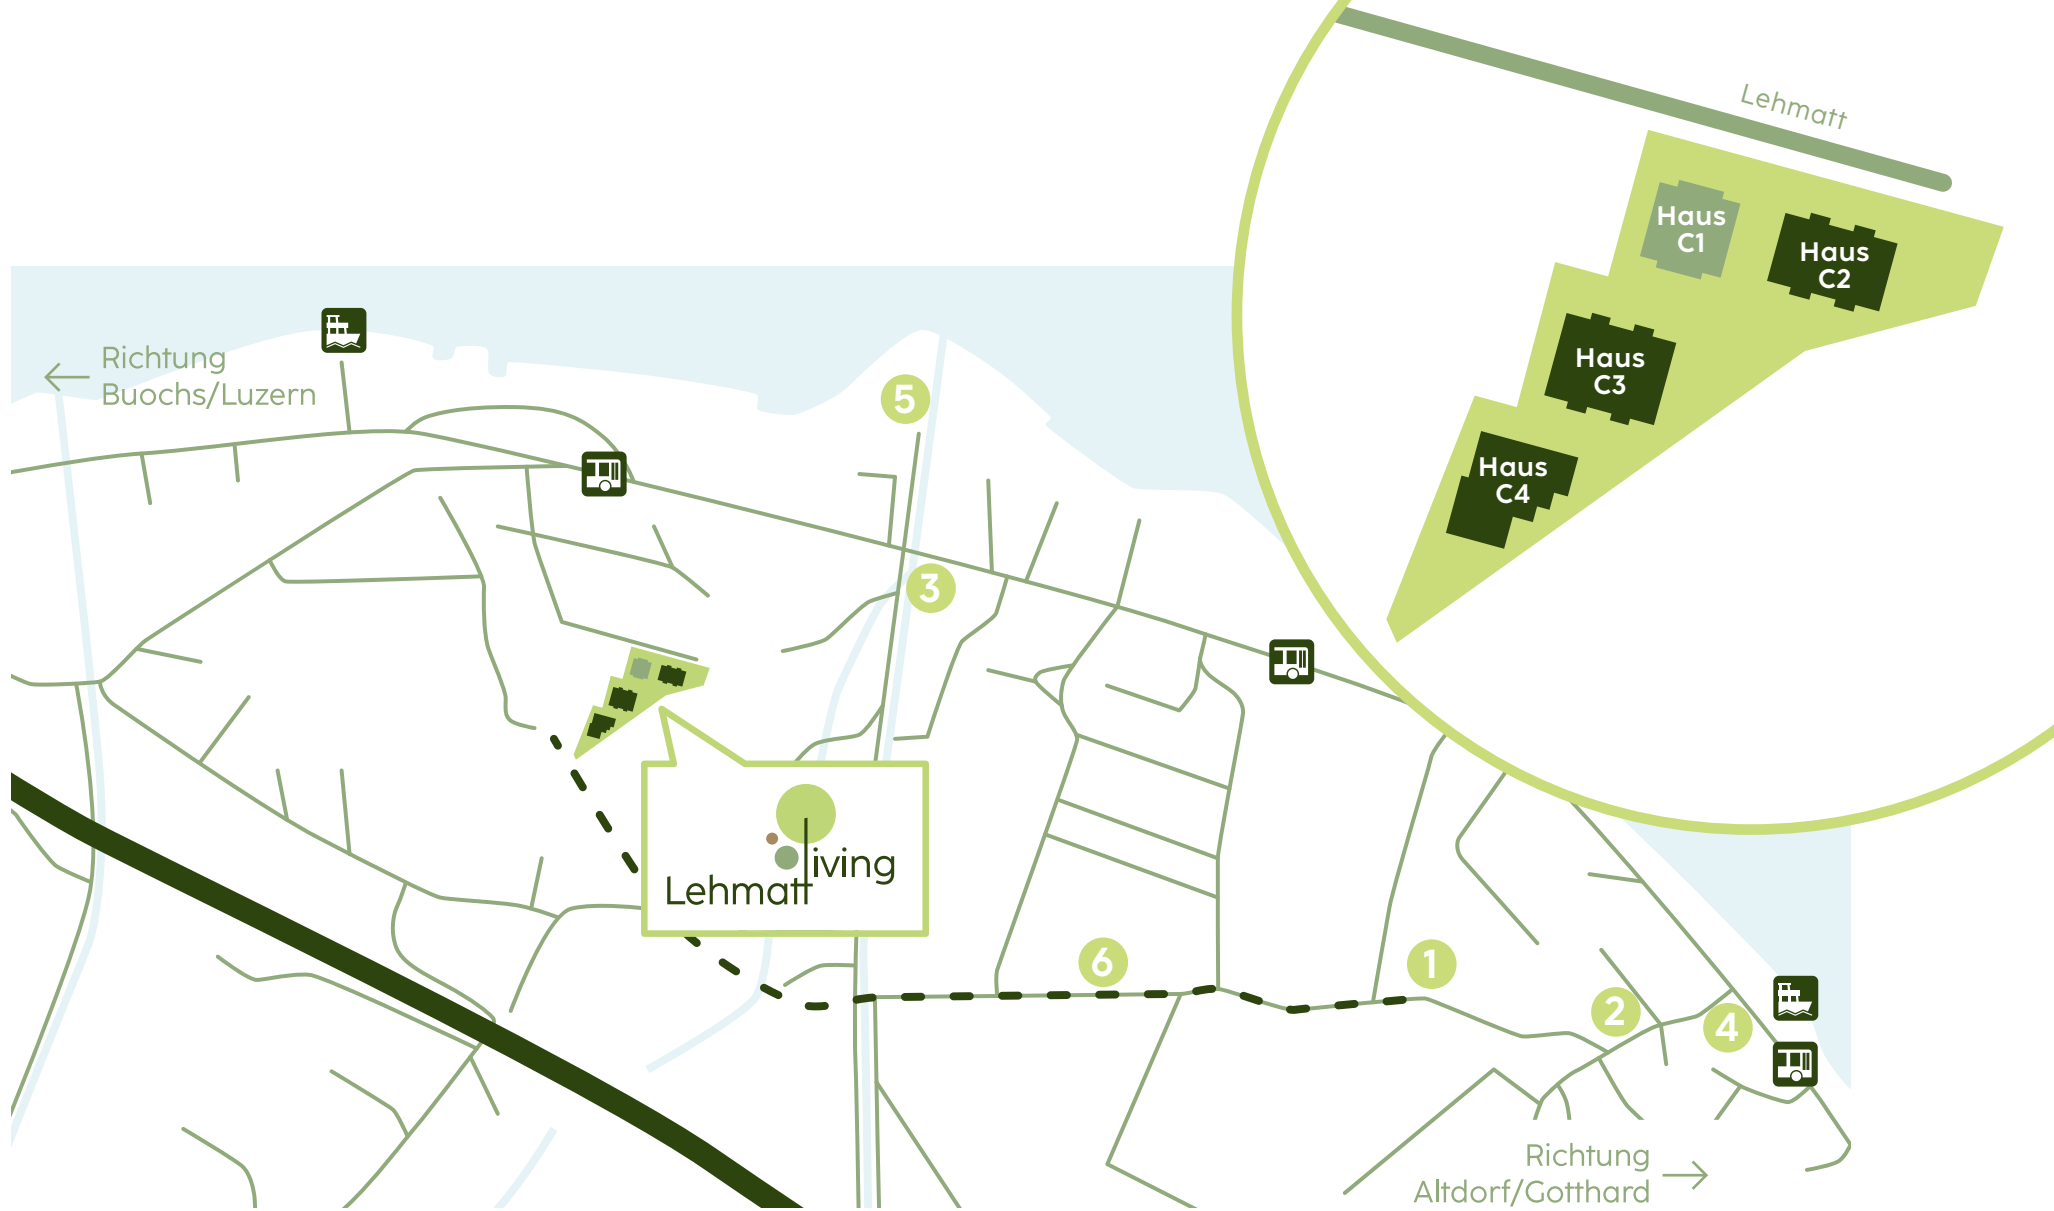 Lehmatt
Haus
C1
Haus
C2
Haus
C3
Haus
C4
Richtung
Buochs/Luzern
5
3
Lehmatt living
6
1
2
4
Richtung
Altdorf/Gotthard